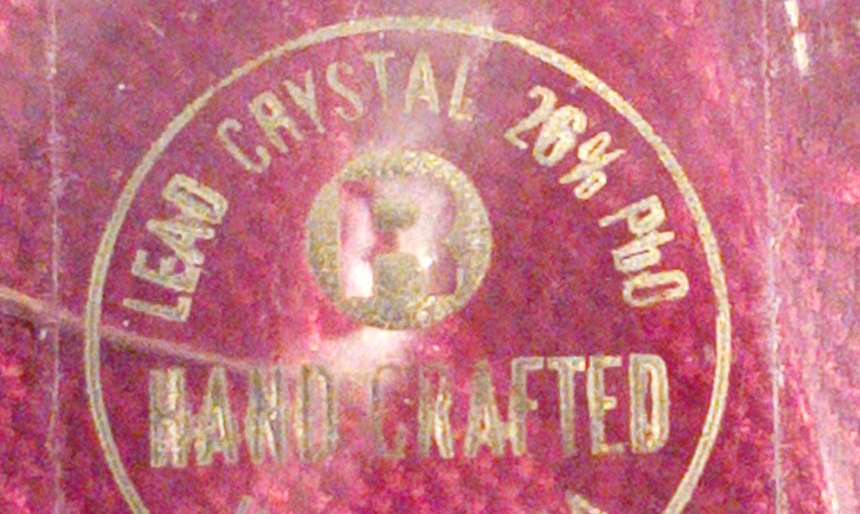 LEAD CRYSTAL 26% PbO
R
HAND CRAFTED